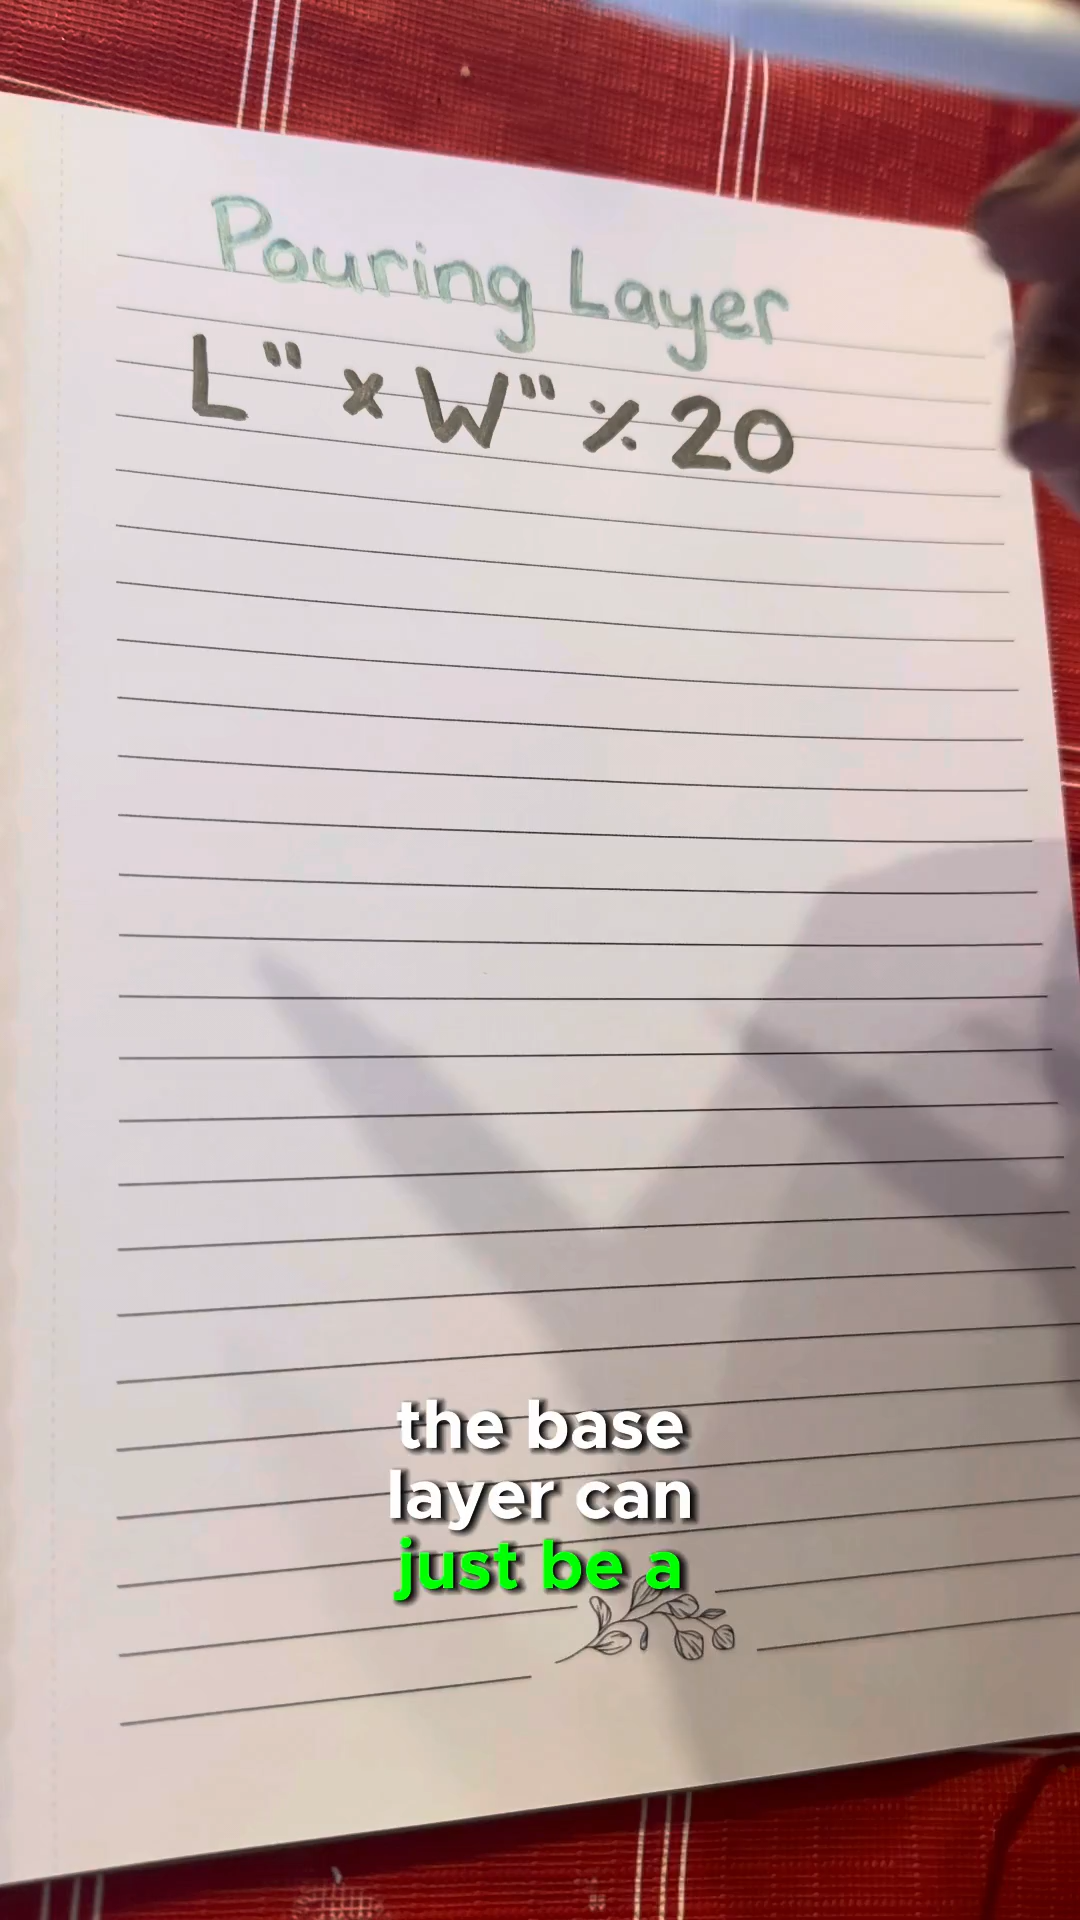 Pouring Layer
L" x W" ٪ 20
the base
layer can
just be a